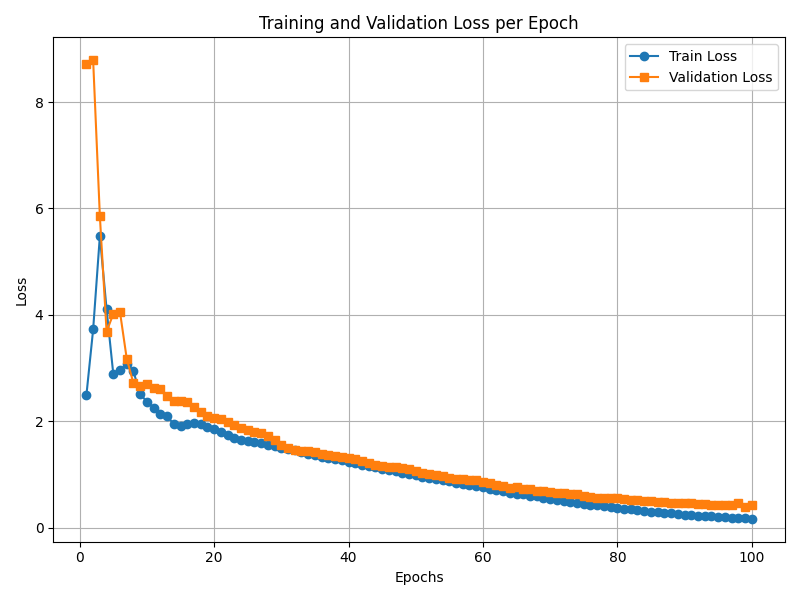 Training and Validation Loss per Epoch
Train Loss
Validation Loss
Loss
8
6
4
2
0
0 20 40 60 80 100
Epochs